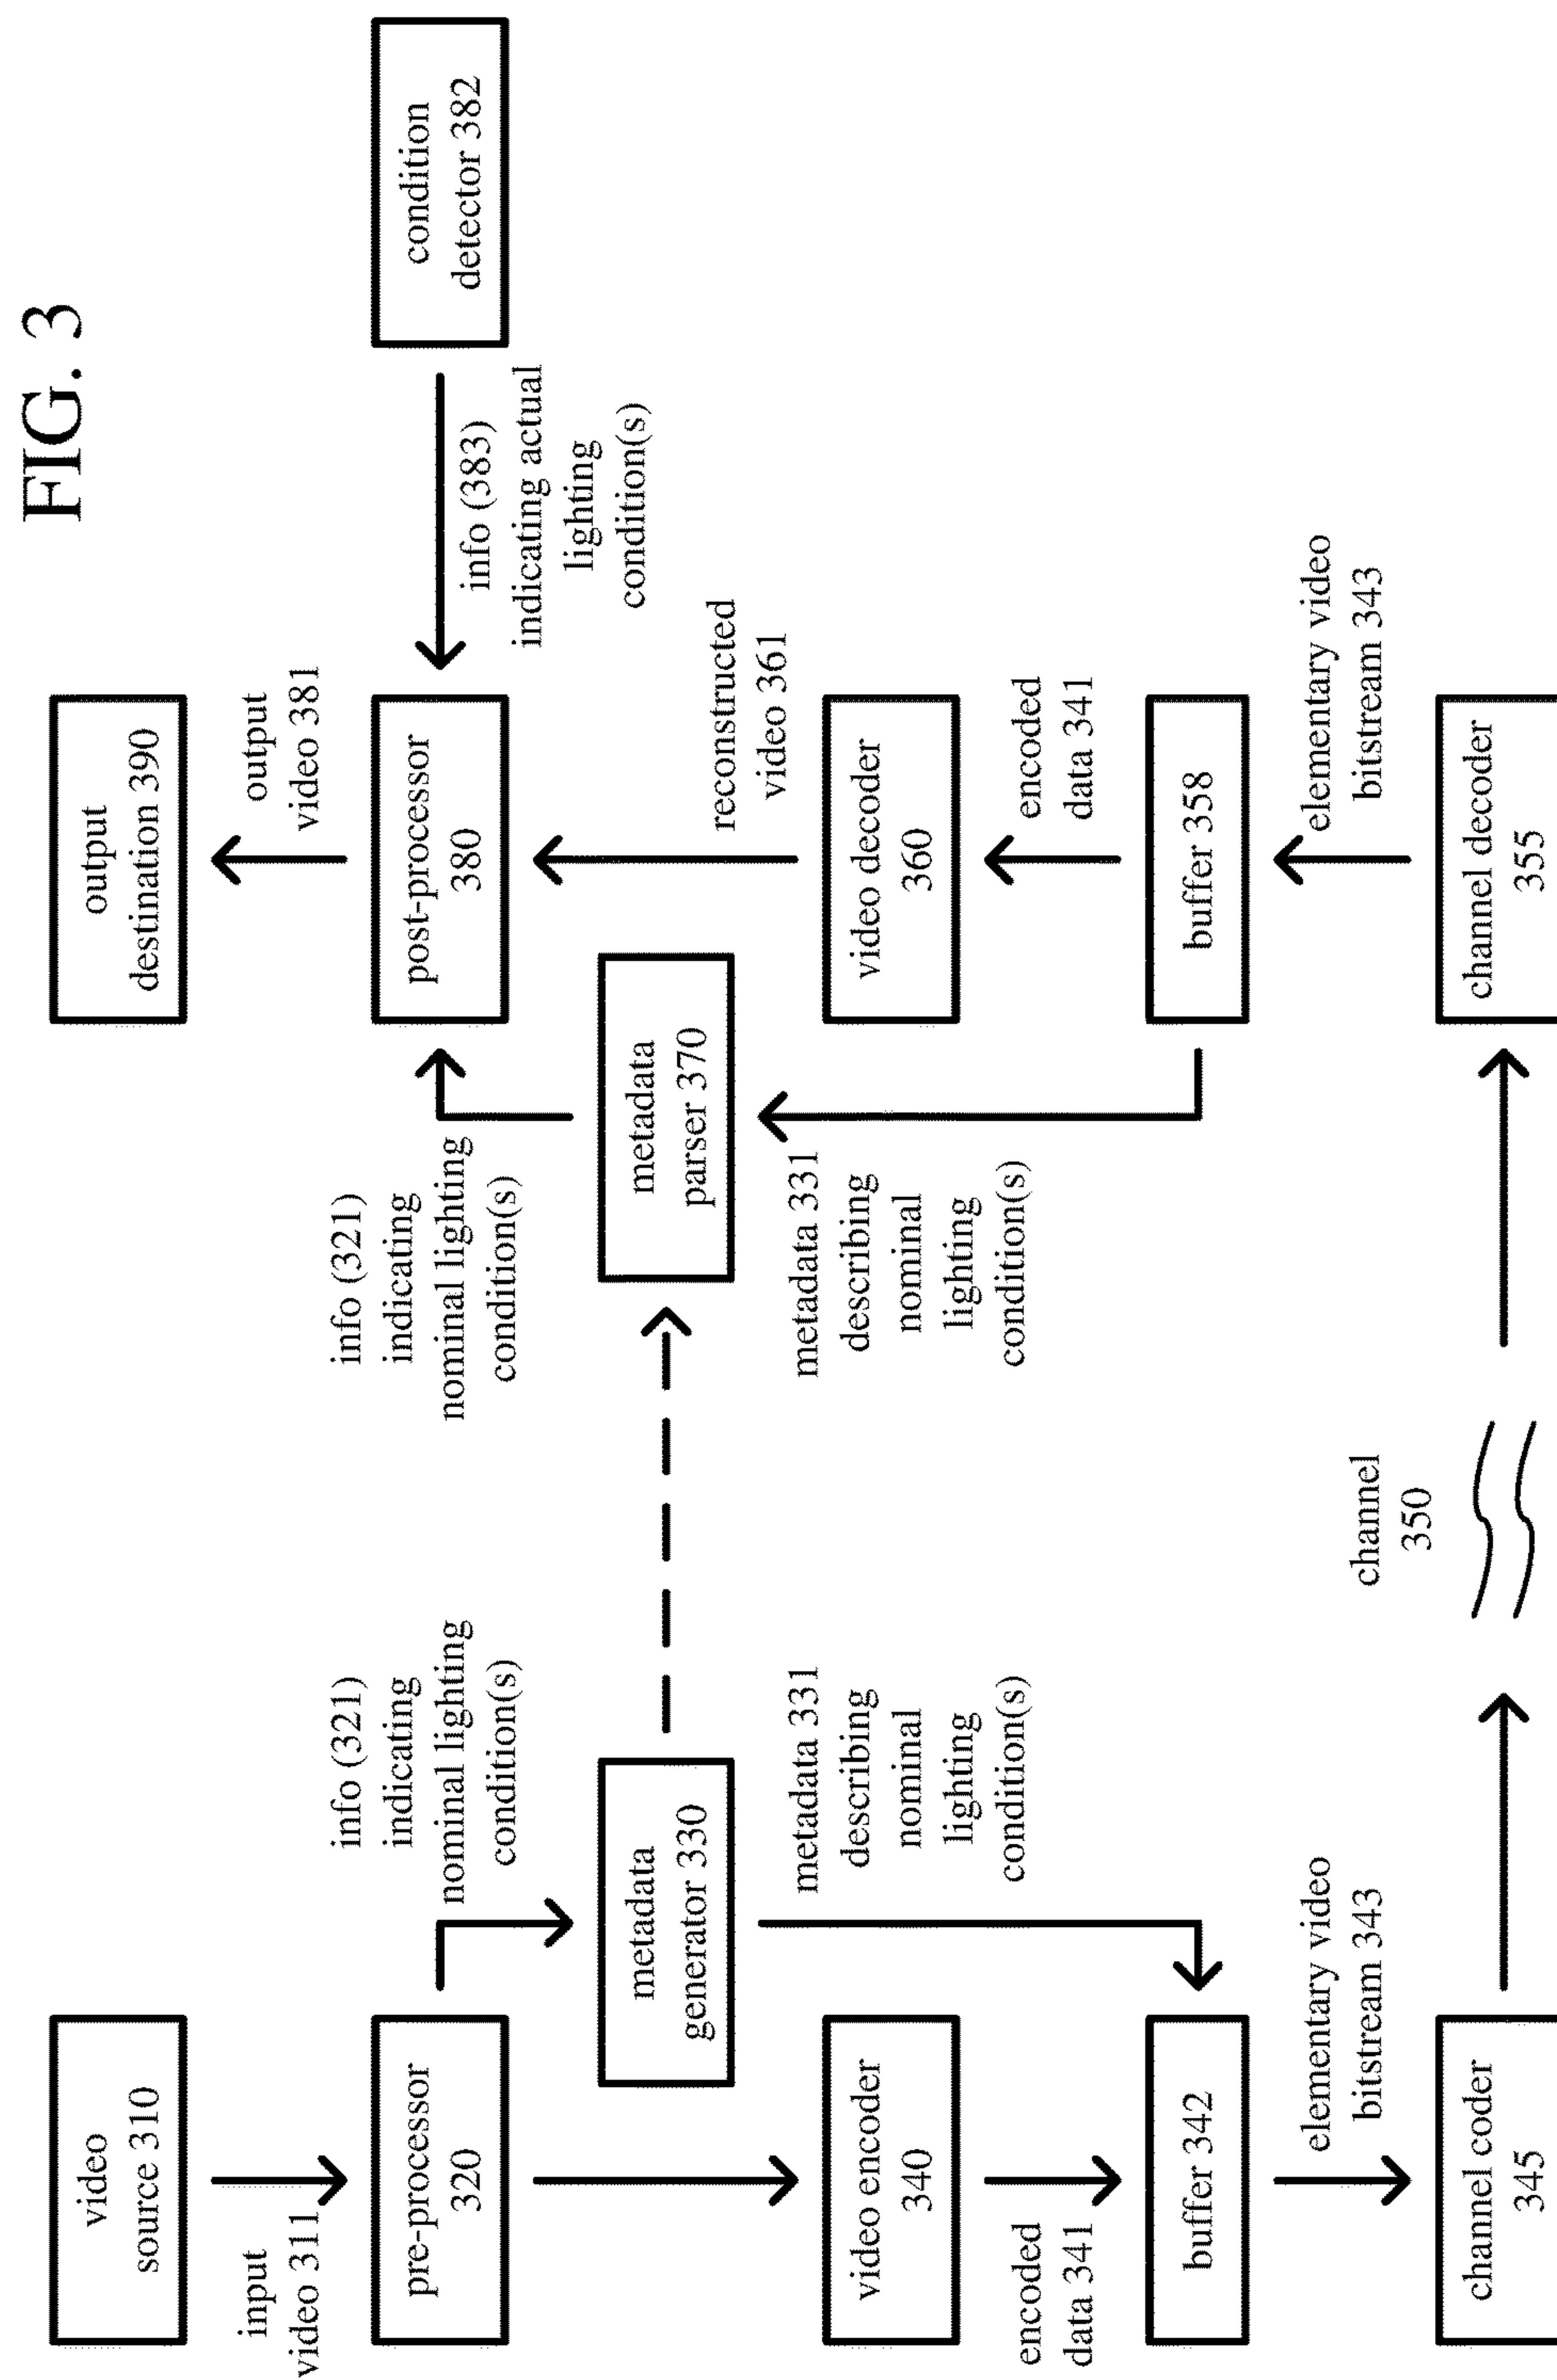 FIG. 3
video
source 310
input
video 311
pre-processor
320
info (321)
indicating
nominal lighting
condition(s)
metadata
generator 330
metadata 331
describing
nominal
lighting
condition(s)
video encoder
340
encoded
data 341
buffer 342
elementary video
bitstream 343
channel coder
345
channel
350
output
destination 390
output
video 381
post-processor
380
condition
detector 382
info (383)
indicating actual
lighting
condition(s)
info (321)
indicating
nominal lighting
condition(s)
metadata
parser 370
reconstructed
video 361
metadata 331
describing
nominal
lighting
condition(s)
video decoder
360
encoded
data 341
buffer 358
elementary video
bitstream 343
channel decoder
355